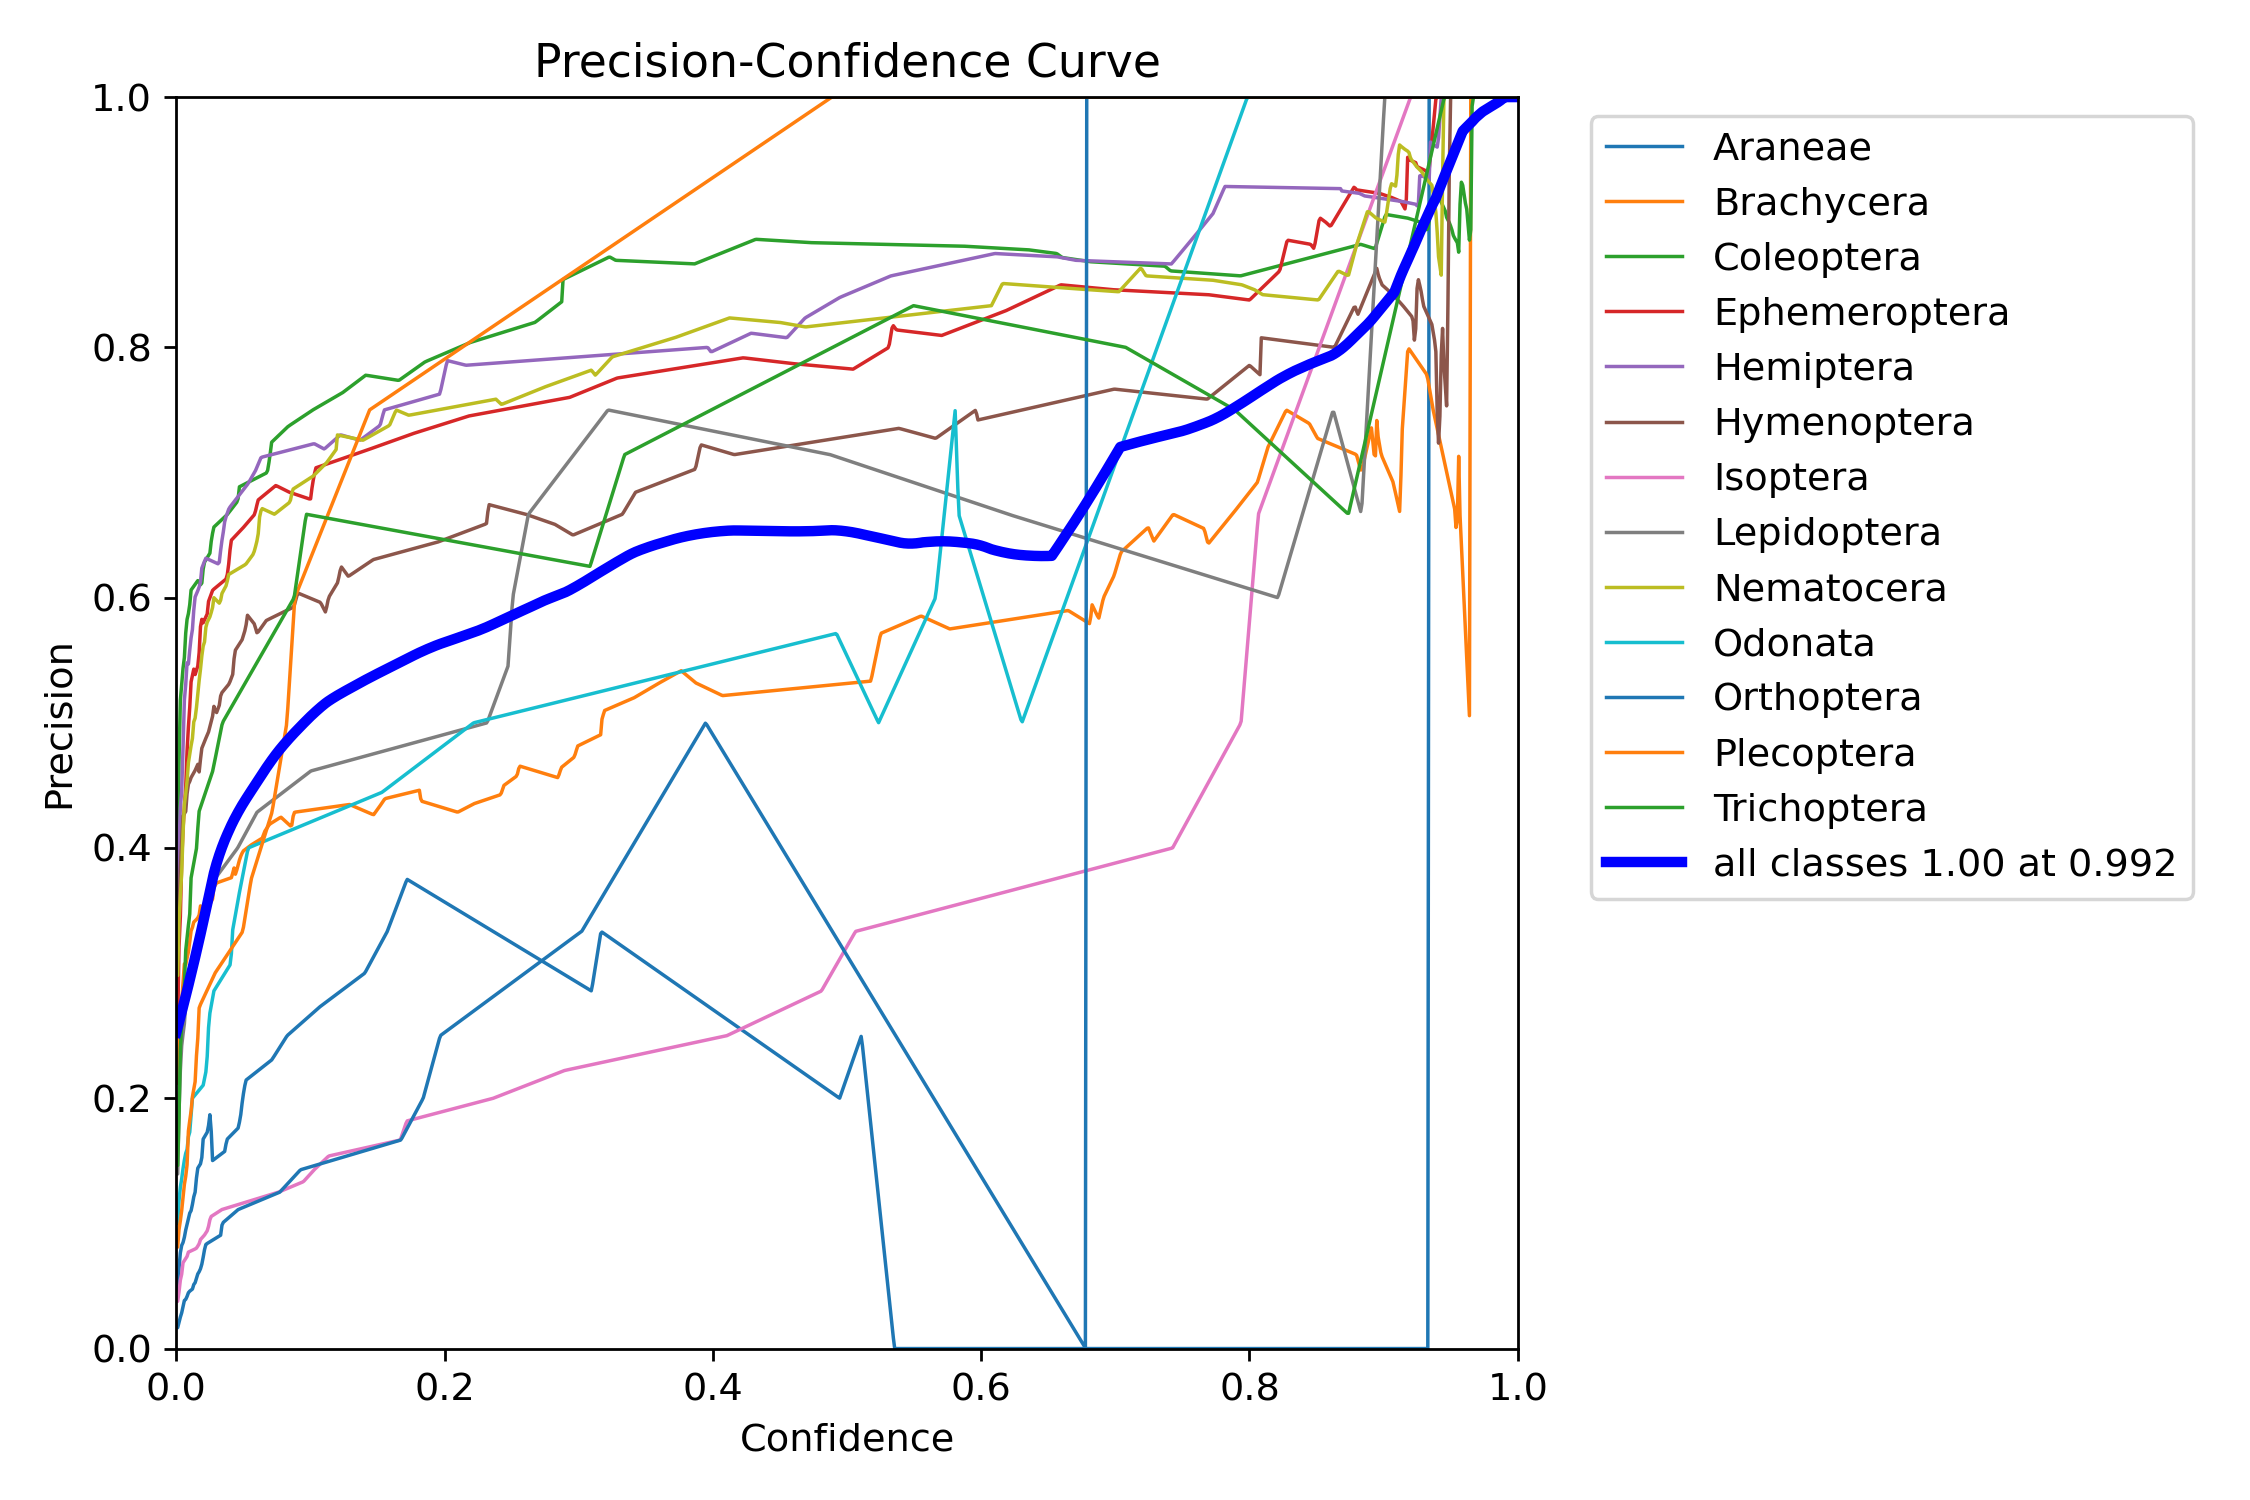 Precision-Confidence Curve
1.0
0.8
0.6
0.4
0.2
0.0
Precision
0.0 0.2 0.4 0.6 0.8 1.0
Confidence
Araneae
Brachycera
Coleoptera
Ephemeroptera
Hemiptera
Hymenoptera
Isoptera
Lepidoptera
Nematocera
Odonata
Orthoptera
Plecoptera
Trichoptera
all classes 1.00 at 0.992